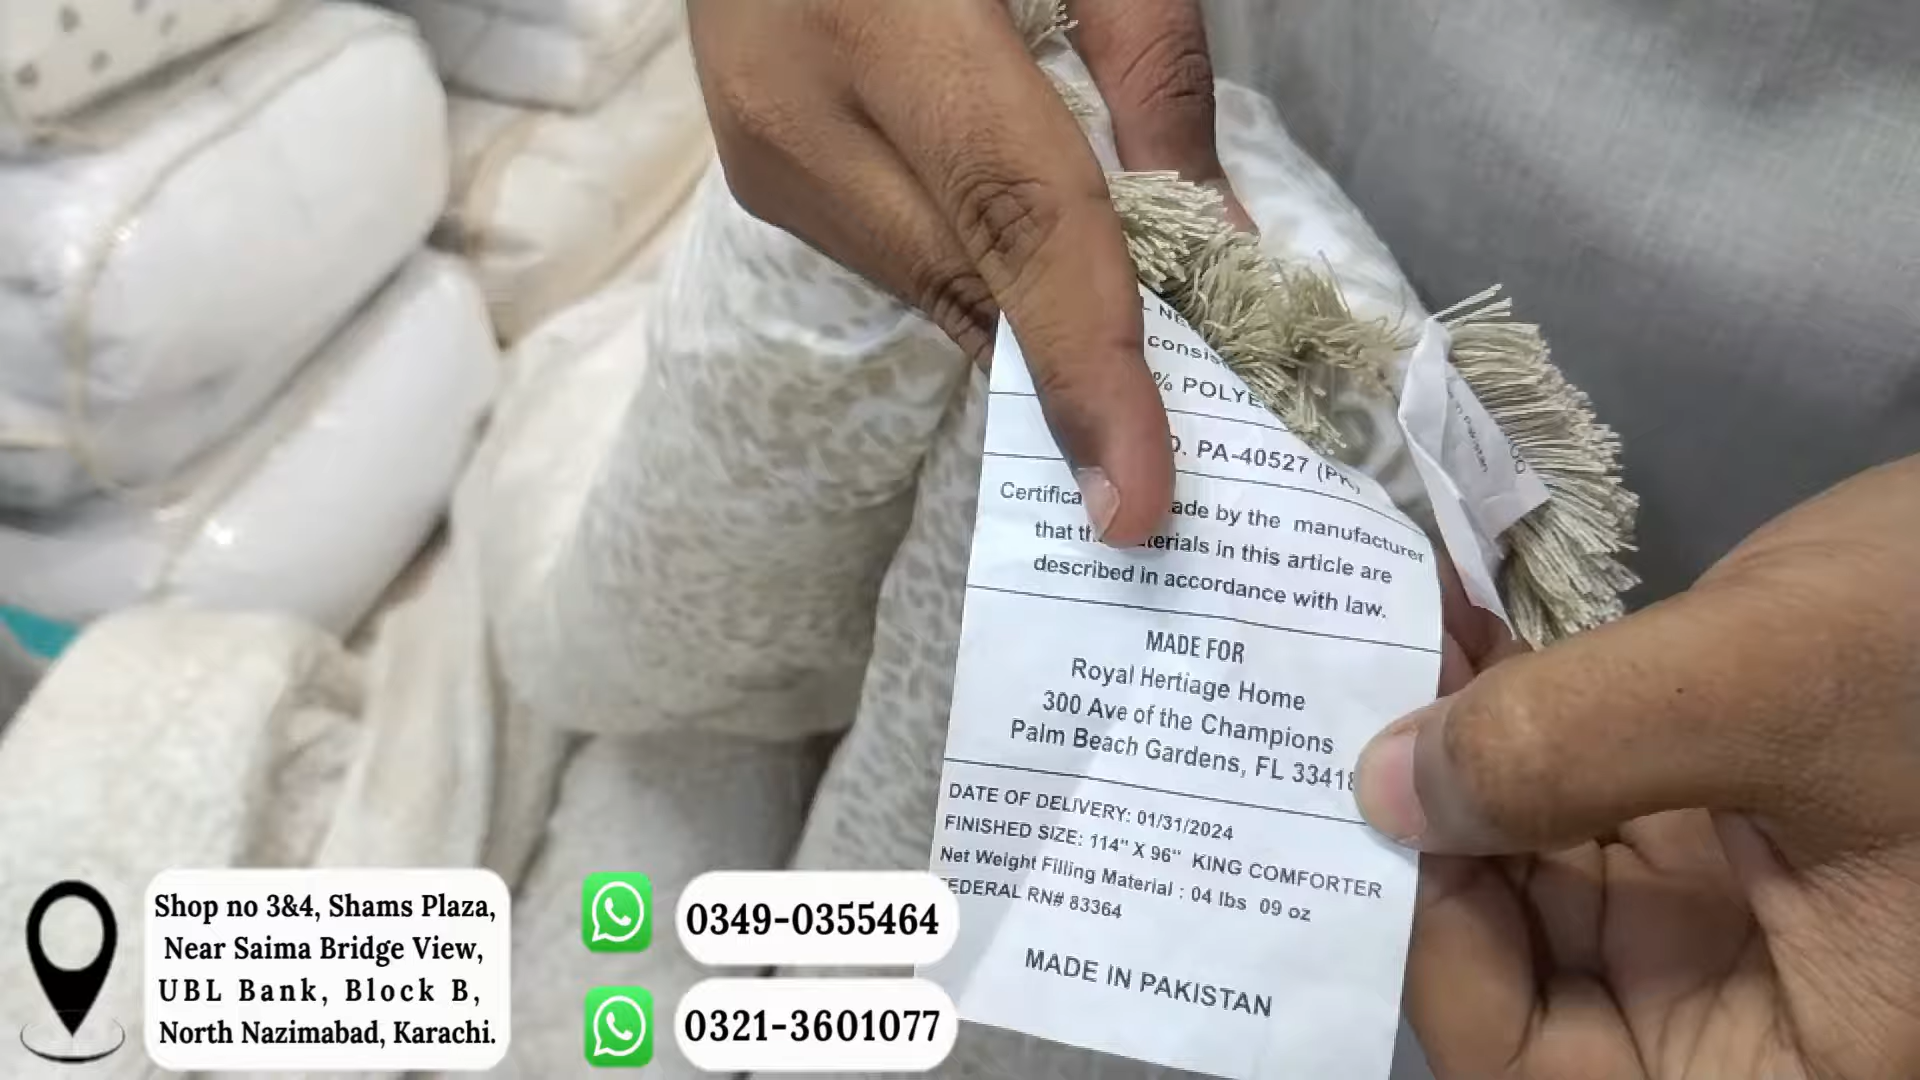 consis
% POLYE
. PA-40527 (PK)
Certifica ade by the manufacturer
that th terials in this article are
described in accordance with law.
MADE FOR
Royal Hertiage Home
300 Ave of the Champions
Palm Beach Gardens, FL 33418
DATE OF DELIVERY: 01/31/2024
FINISHED SIZE: 114" X 96" KING COMFORTER
Net Weight Filling Material : 04 lbs 09 oz
FEDERAL RN# 83364
MADE IN PAKISTAN
Pakistan
Shop no 3&4, Shams Plaza,
Near Saima Bridge View,
UBL Bank, Block B,
North Nazimabad, Karachi.
0349-0355464
0321-3601077